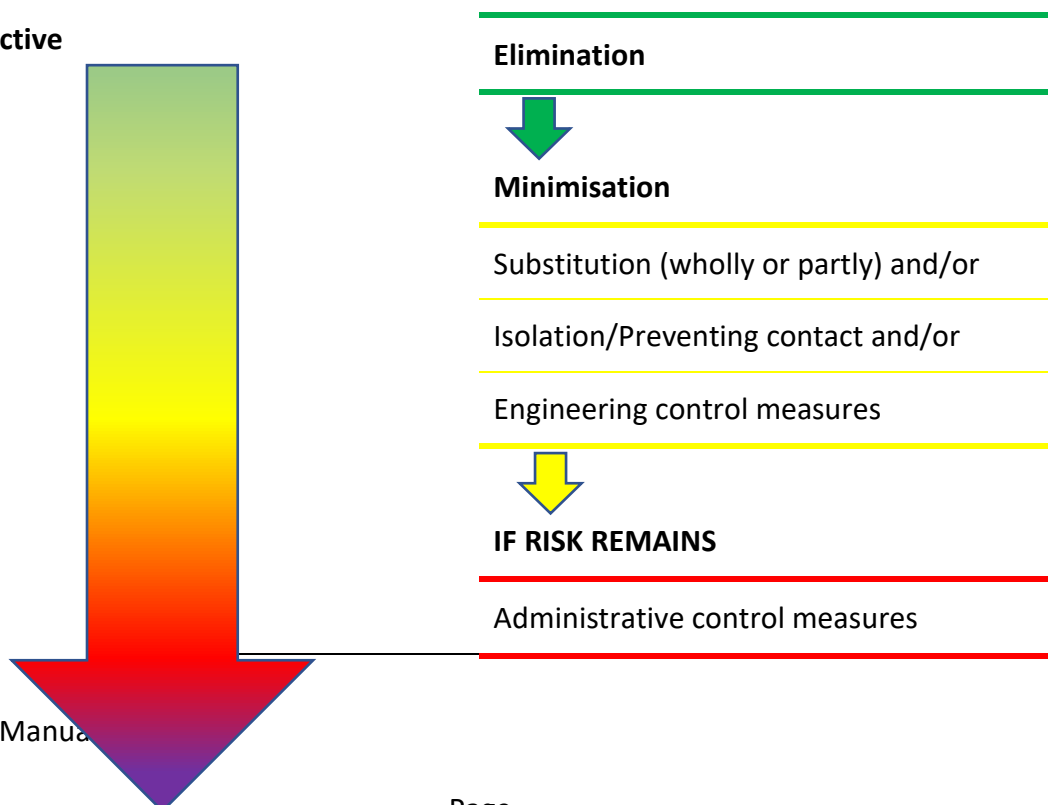 ctive
Elimination
Minimisation
Substitution (wholly or partly) and/or
Isolation/Preventing contact and/or
Engineering control measures
IF RISK REMAINS
Administrative control measures
Manua
Page